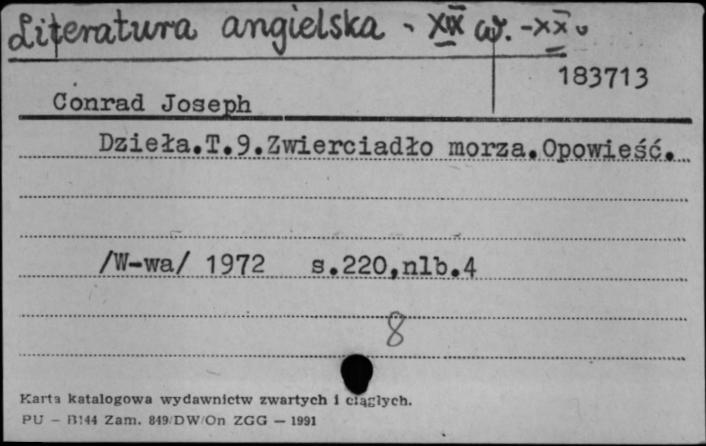 Literatura angielska - XIX w. - XX w
183713
Conrad Joseph
Dzieła.T.9.Zwierciadło morza.Opowieść.
/W-wa/ 1972 s.220,nlb.4
8
Karta katalogowa wydawnictw zwartych i ciągłych.
PU - B144 Zam. 849/DW/On ZGG - 1991